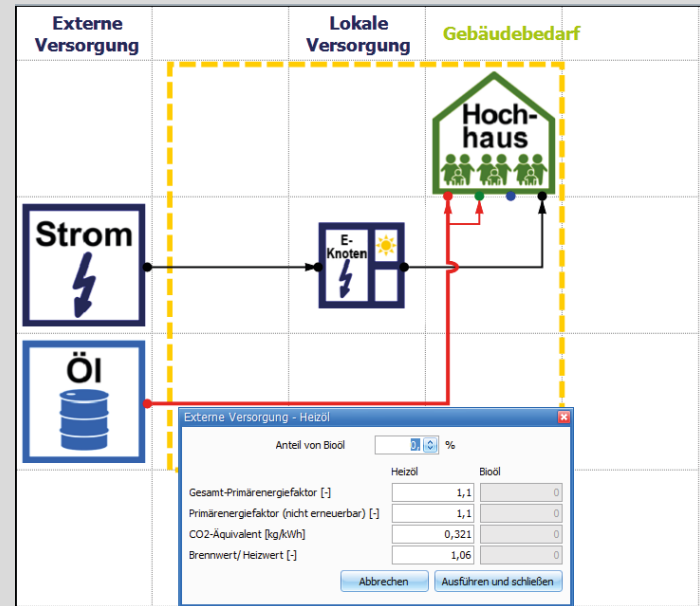 Externe
Versorgung
Lokale
Versorgung
Gebäudebedarf
Hoch-
haus
Strom
E-
Knoten
Öl
Externe Versorgung - Heizöl
Anteil von Bioöl 0, %
Heizöl Bioöl
Gesamt-Primärenergiefaktor [-] 1,1 0
Primärenergiefaktor (nicht erneuerbar) [-] 1,1 0
CO2-Äquivalent [kg/kWh] 0,321 0
Brennwert/ Heizwert [-] 1,06 0
Abbrechen Ausführen und schließen